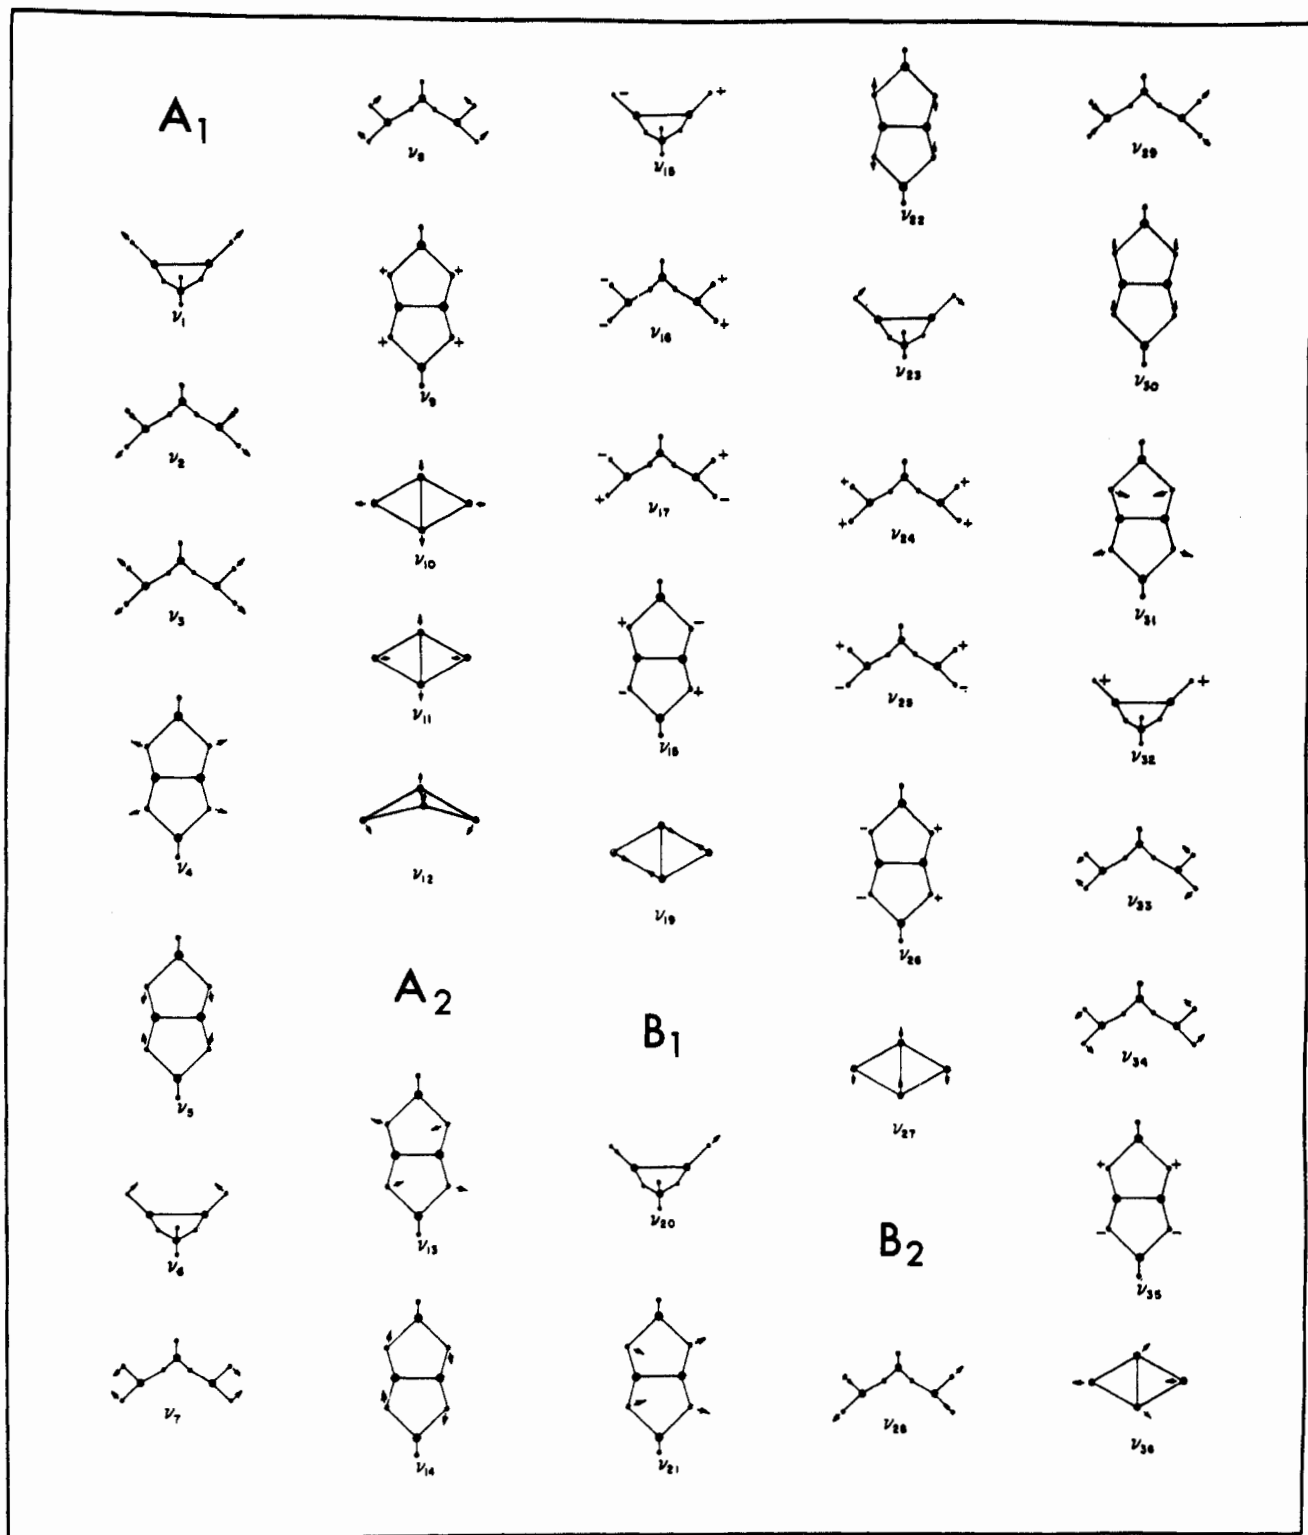 A1
ν1
ν2
ν3
ν4
ν5
ν6
ν7
ν8
+ +
+ +
ν9
ν10
ν11
ν12
A2
ν13
ν14
- +
ν15
- +
- +
ν16
- +
+ -
ν17
+ -
- +
ν18
ν19
B1
ν20
ν21
ν22
ν23
+ +
+ +
ν24
+ +
- -
ν25
- +
- +
ν26
ν27
B2
ν28
ν29
ν30
ν31
+ +
ν32
ν33
ν34
+ +
- -
ν35
ν36